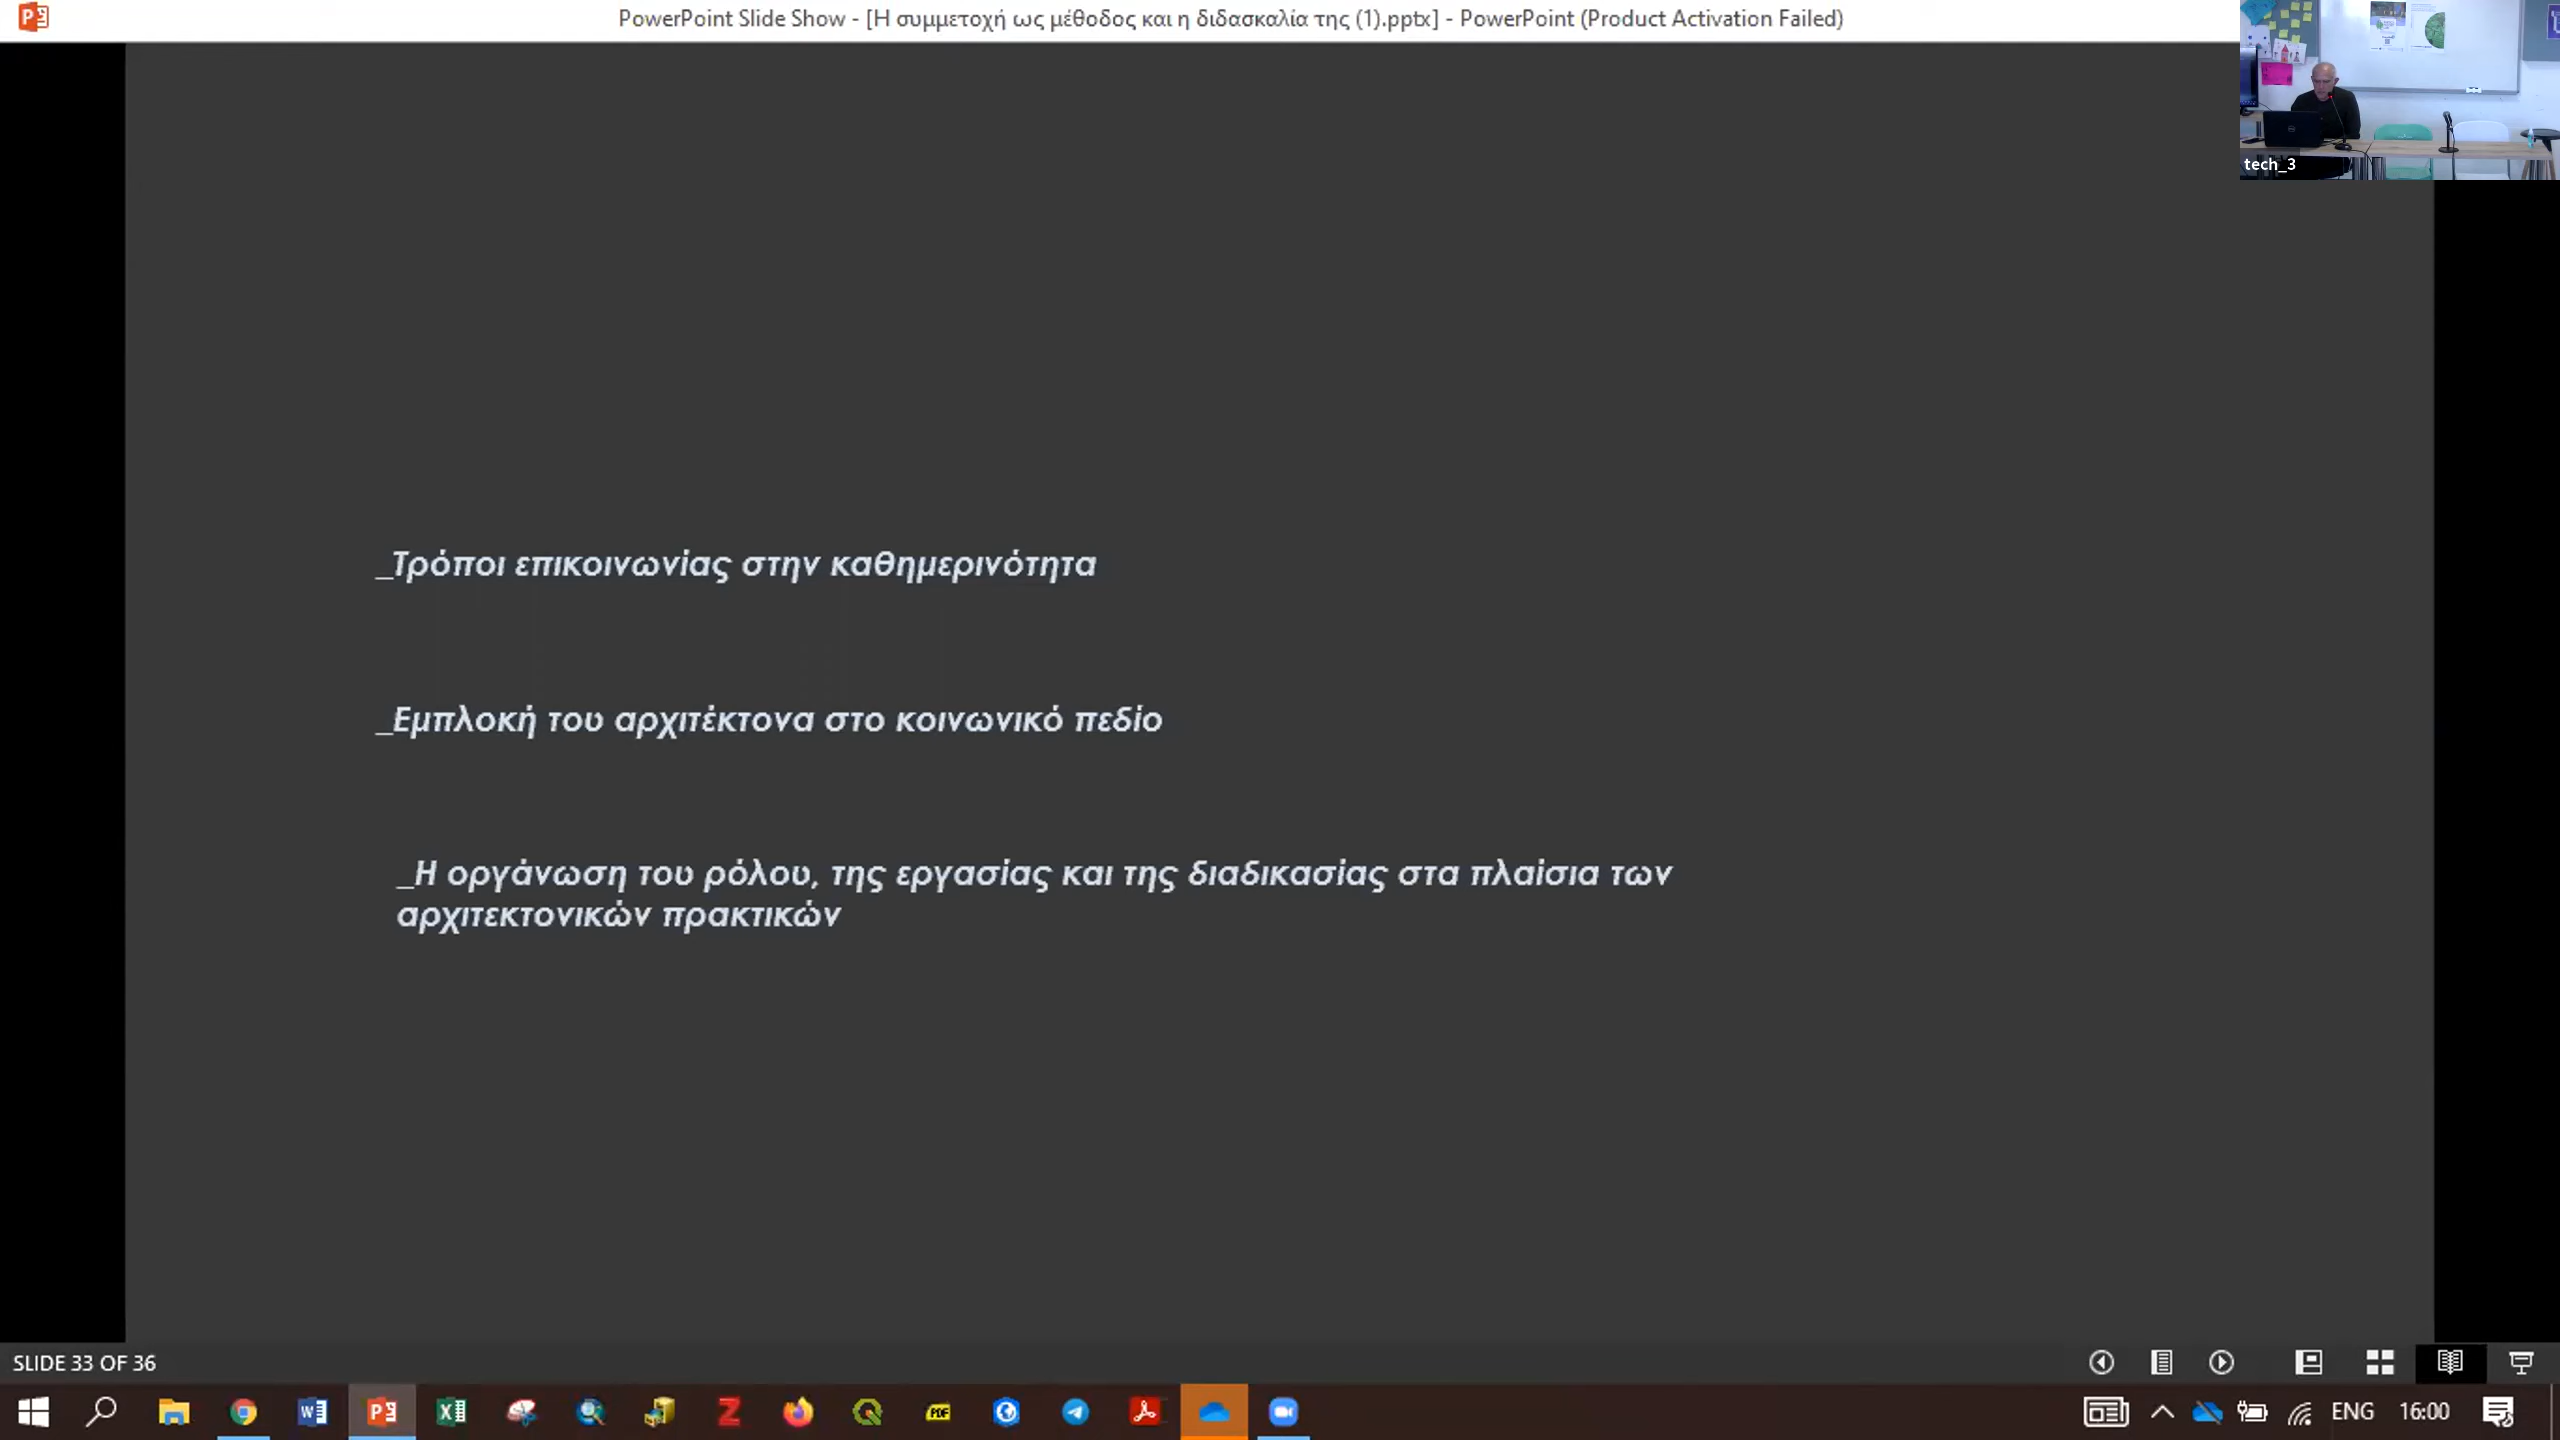 PowerPoint Slide Show - [Η συμμετοχή ως μέθοδος και η διδασκαλία της (1).pptx] - PowerPoint (Product Activation Failed)
tech_3
_Τρόποι επικοινωνίας στην καθημερινότητα
_Εμπλοκή του αρχιτέκτονα στο κοινωνικό πεδίο
_Η οργάνωση του ρόλου, της εργασίας και της διαδικασίας στα πλαίσια των
αρχιτεκτονικών πρακτικών
SLIDE 33 OF 36
PDF
ENG
16:00